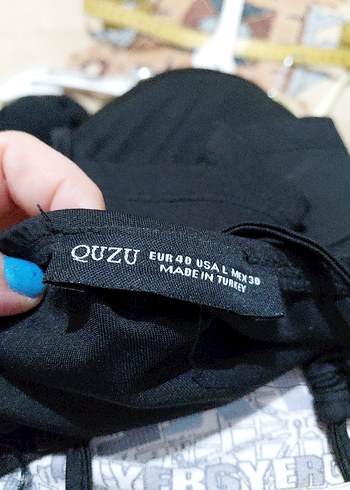 QUZU EUR 40 USA L MEX 30
MADE IN TURKEY